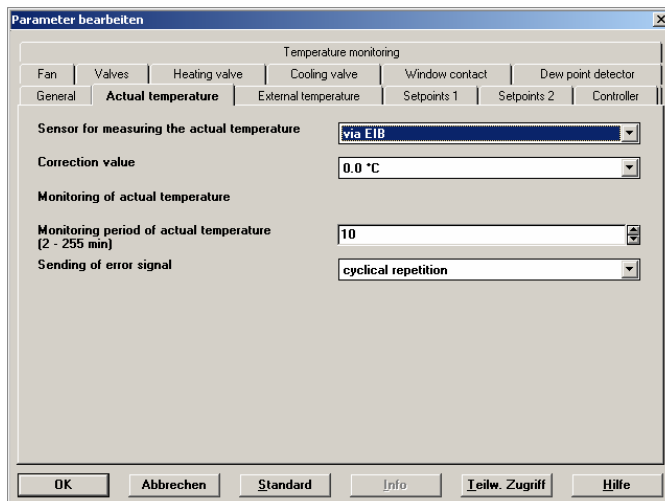 Parameter bearbeiten
Temperature monitoring
Fan Valves Heating valve Cooling valve Window contact Dew point detector
General Actual temperature External temperature Setpoints 1 Setpoints 2 Controller
Sensor for measuring the actual temperature via EIB
Correction value 0.0 °C
Monitoring of actual temperature
Monitoring period of actual temperature
(2 - 255 min) 10
Sending of error signal cyclical repetition
OK Abbrechen Standard Info Teilw. Zugriff Hilfe